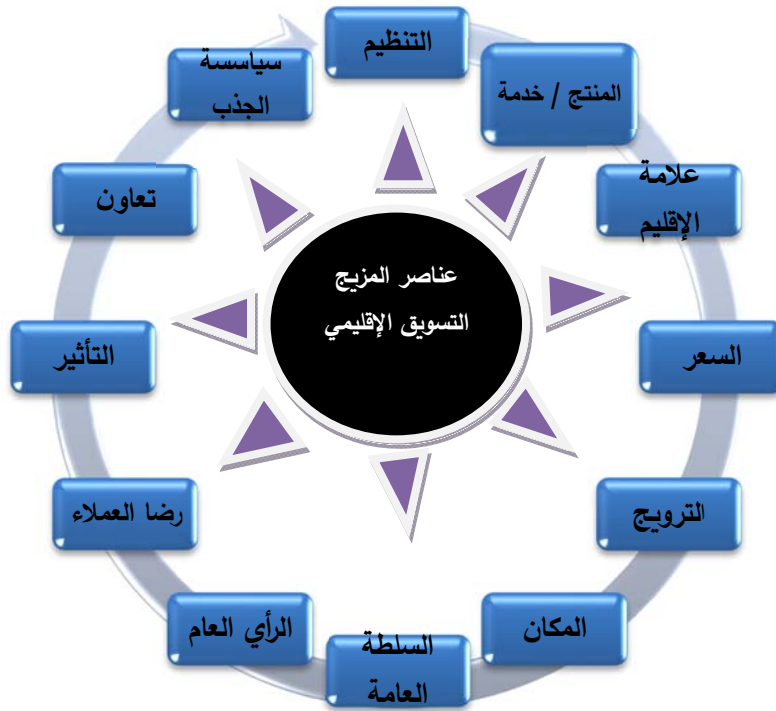 التنظيم
المنتج / خدمة
علامة
الإقليم
السعر
الترويج
المكان
السلطة
العامة
الرأي العام
رضا العملاء
التأثير
تعاون
سياسسة
الجذب
عناصر المزيج
التسويق الإقليمي